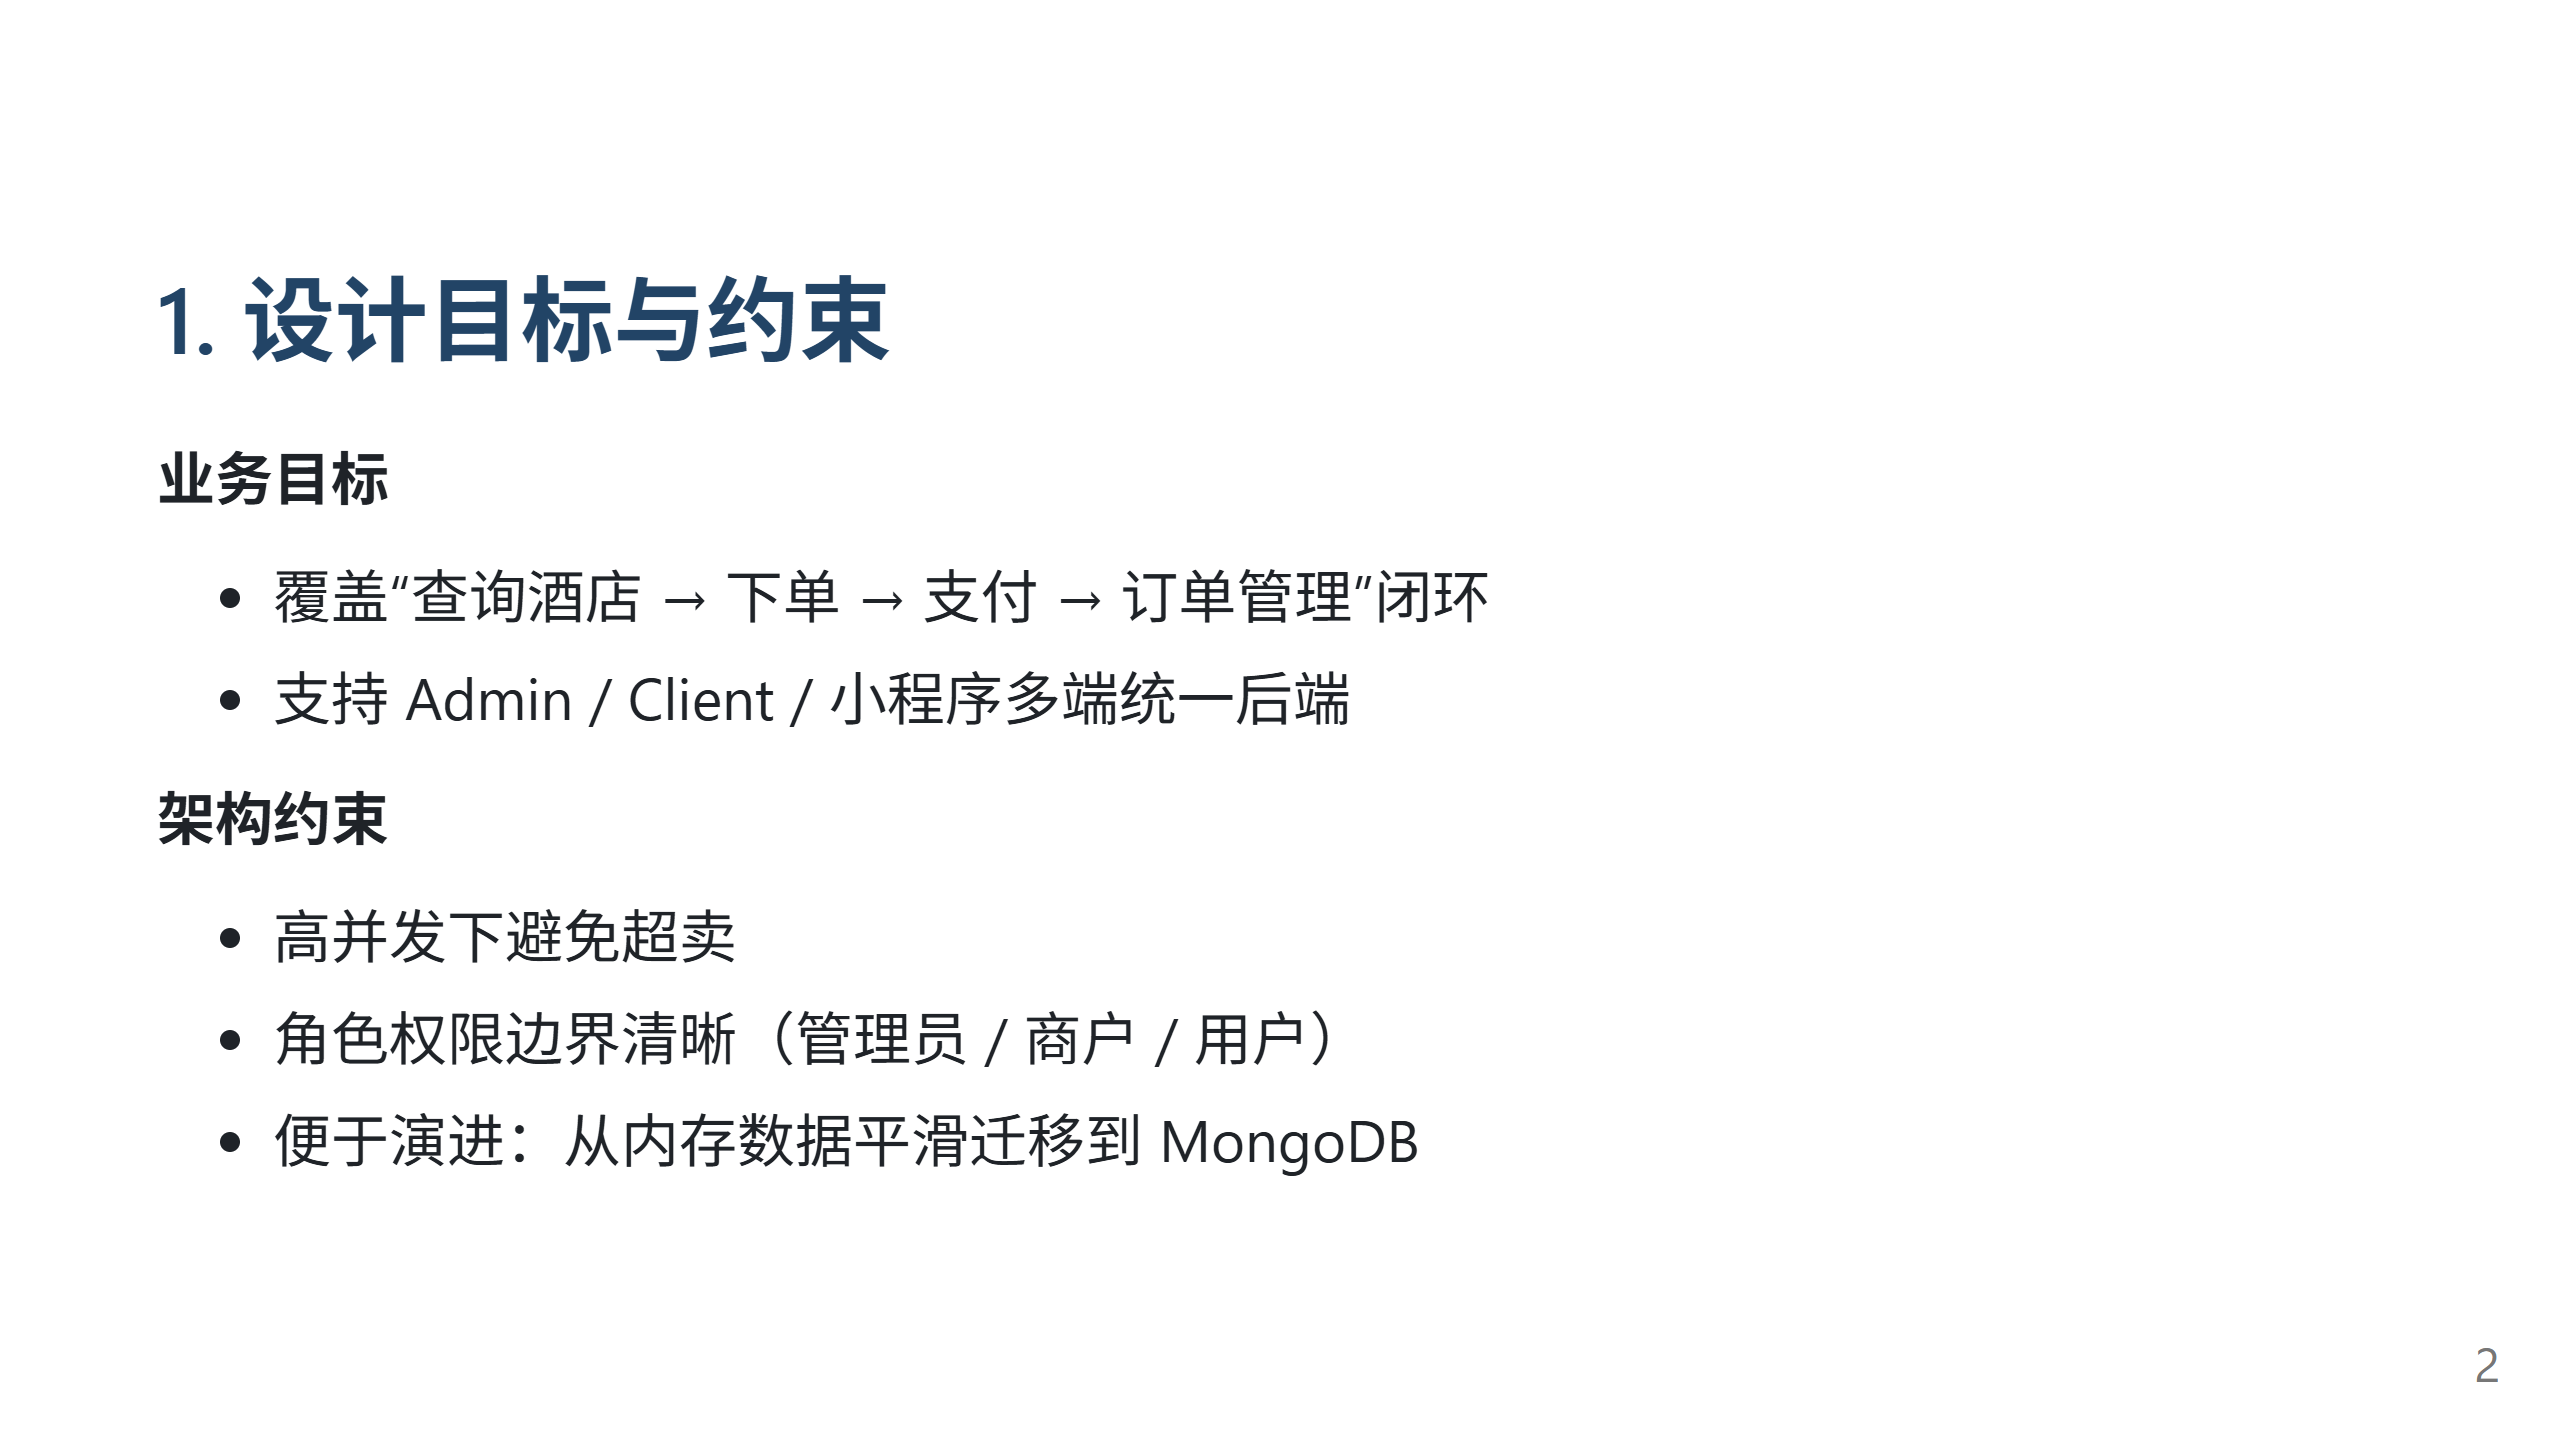 1. 设计目标与约束
业务目标
• 覆盖“查询酒店 → 下单 → 支付 → 订单管理”闭环
• 支持 Admin / Client / 小程序多端统一后端
架构约束
• 高并发下避免超卖
• 角色权限边界清晰（管理员 / 商户 / 用户）
• 便于演进：从内存数据平滑迁移到 MongoDB
2